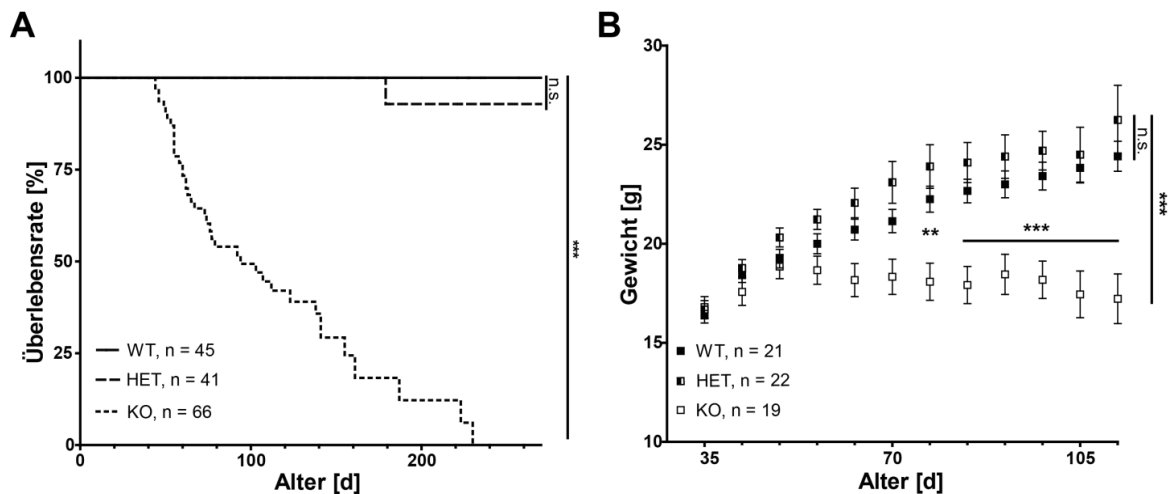 A
Überlebensrate [%]
100
75
50
25
0
WT, n = 45
HET, n = 41
KO, n = 66
n.s.
***
0
100
200
Alter [d]
B
Gewicht [g]
30
25
20
15
10
**
***
n.s.
***
WT, n = 21
HET, n = 22
KO, n = 19
35
70
105
Alter [d]